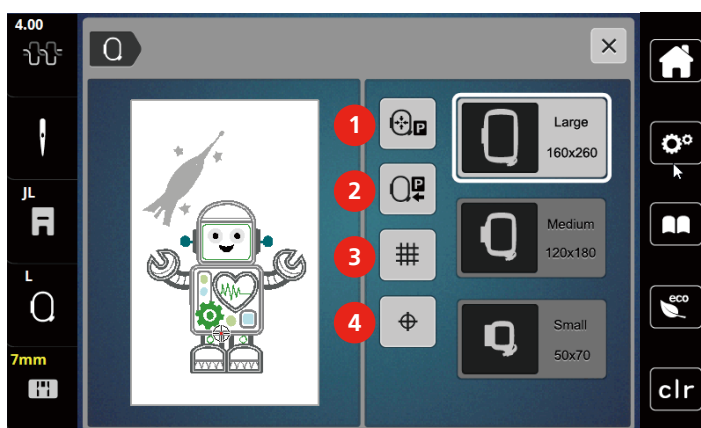 4.00
JL
L
7mm
1
P
2
P
3
4
Large
160x260
Medium
120x180
Small
50x70
eco
clr